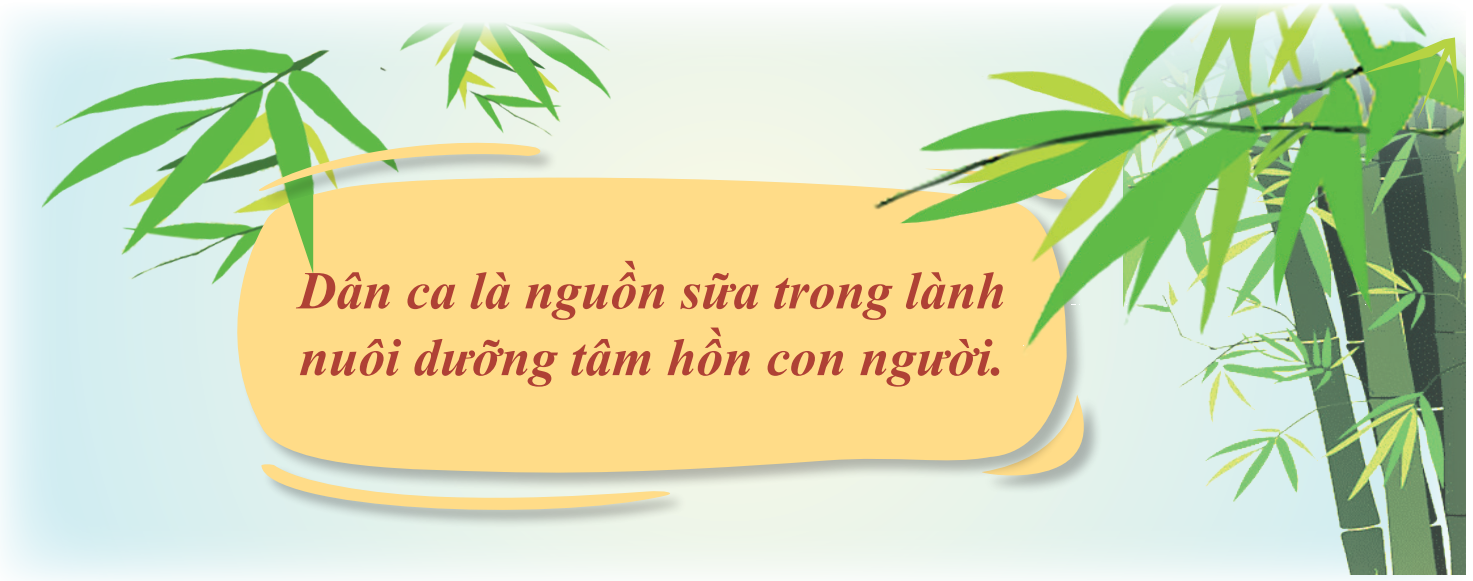 Dân ca là nguồn sữa trong lành
nuôi dưỡng tâm hồn con người.